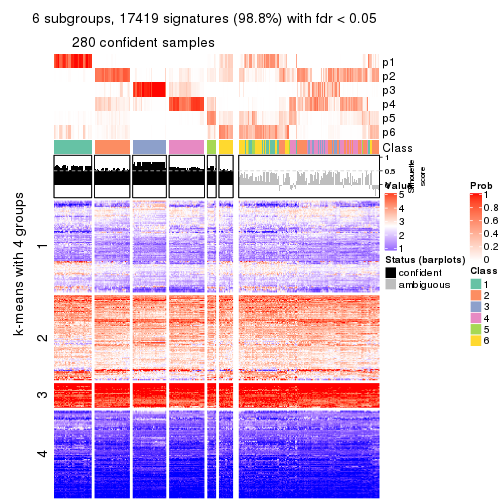 6 subgroups, 17419 signatures (98.8%) with fdr < 0.05
280 confident samples
p1
p2
p3
p4
p5
p6
Class
1
0.5
0
Silhouette
score
k-means with 4 groups
1
2
3
4
Value
5
4
3
2
1
Status (barplots)
confident
ambiguous
Prob
1
0.8
0.6
0.4
0.2
0
Class
1
2
3
4
5
6